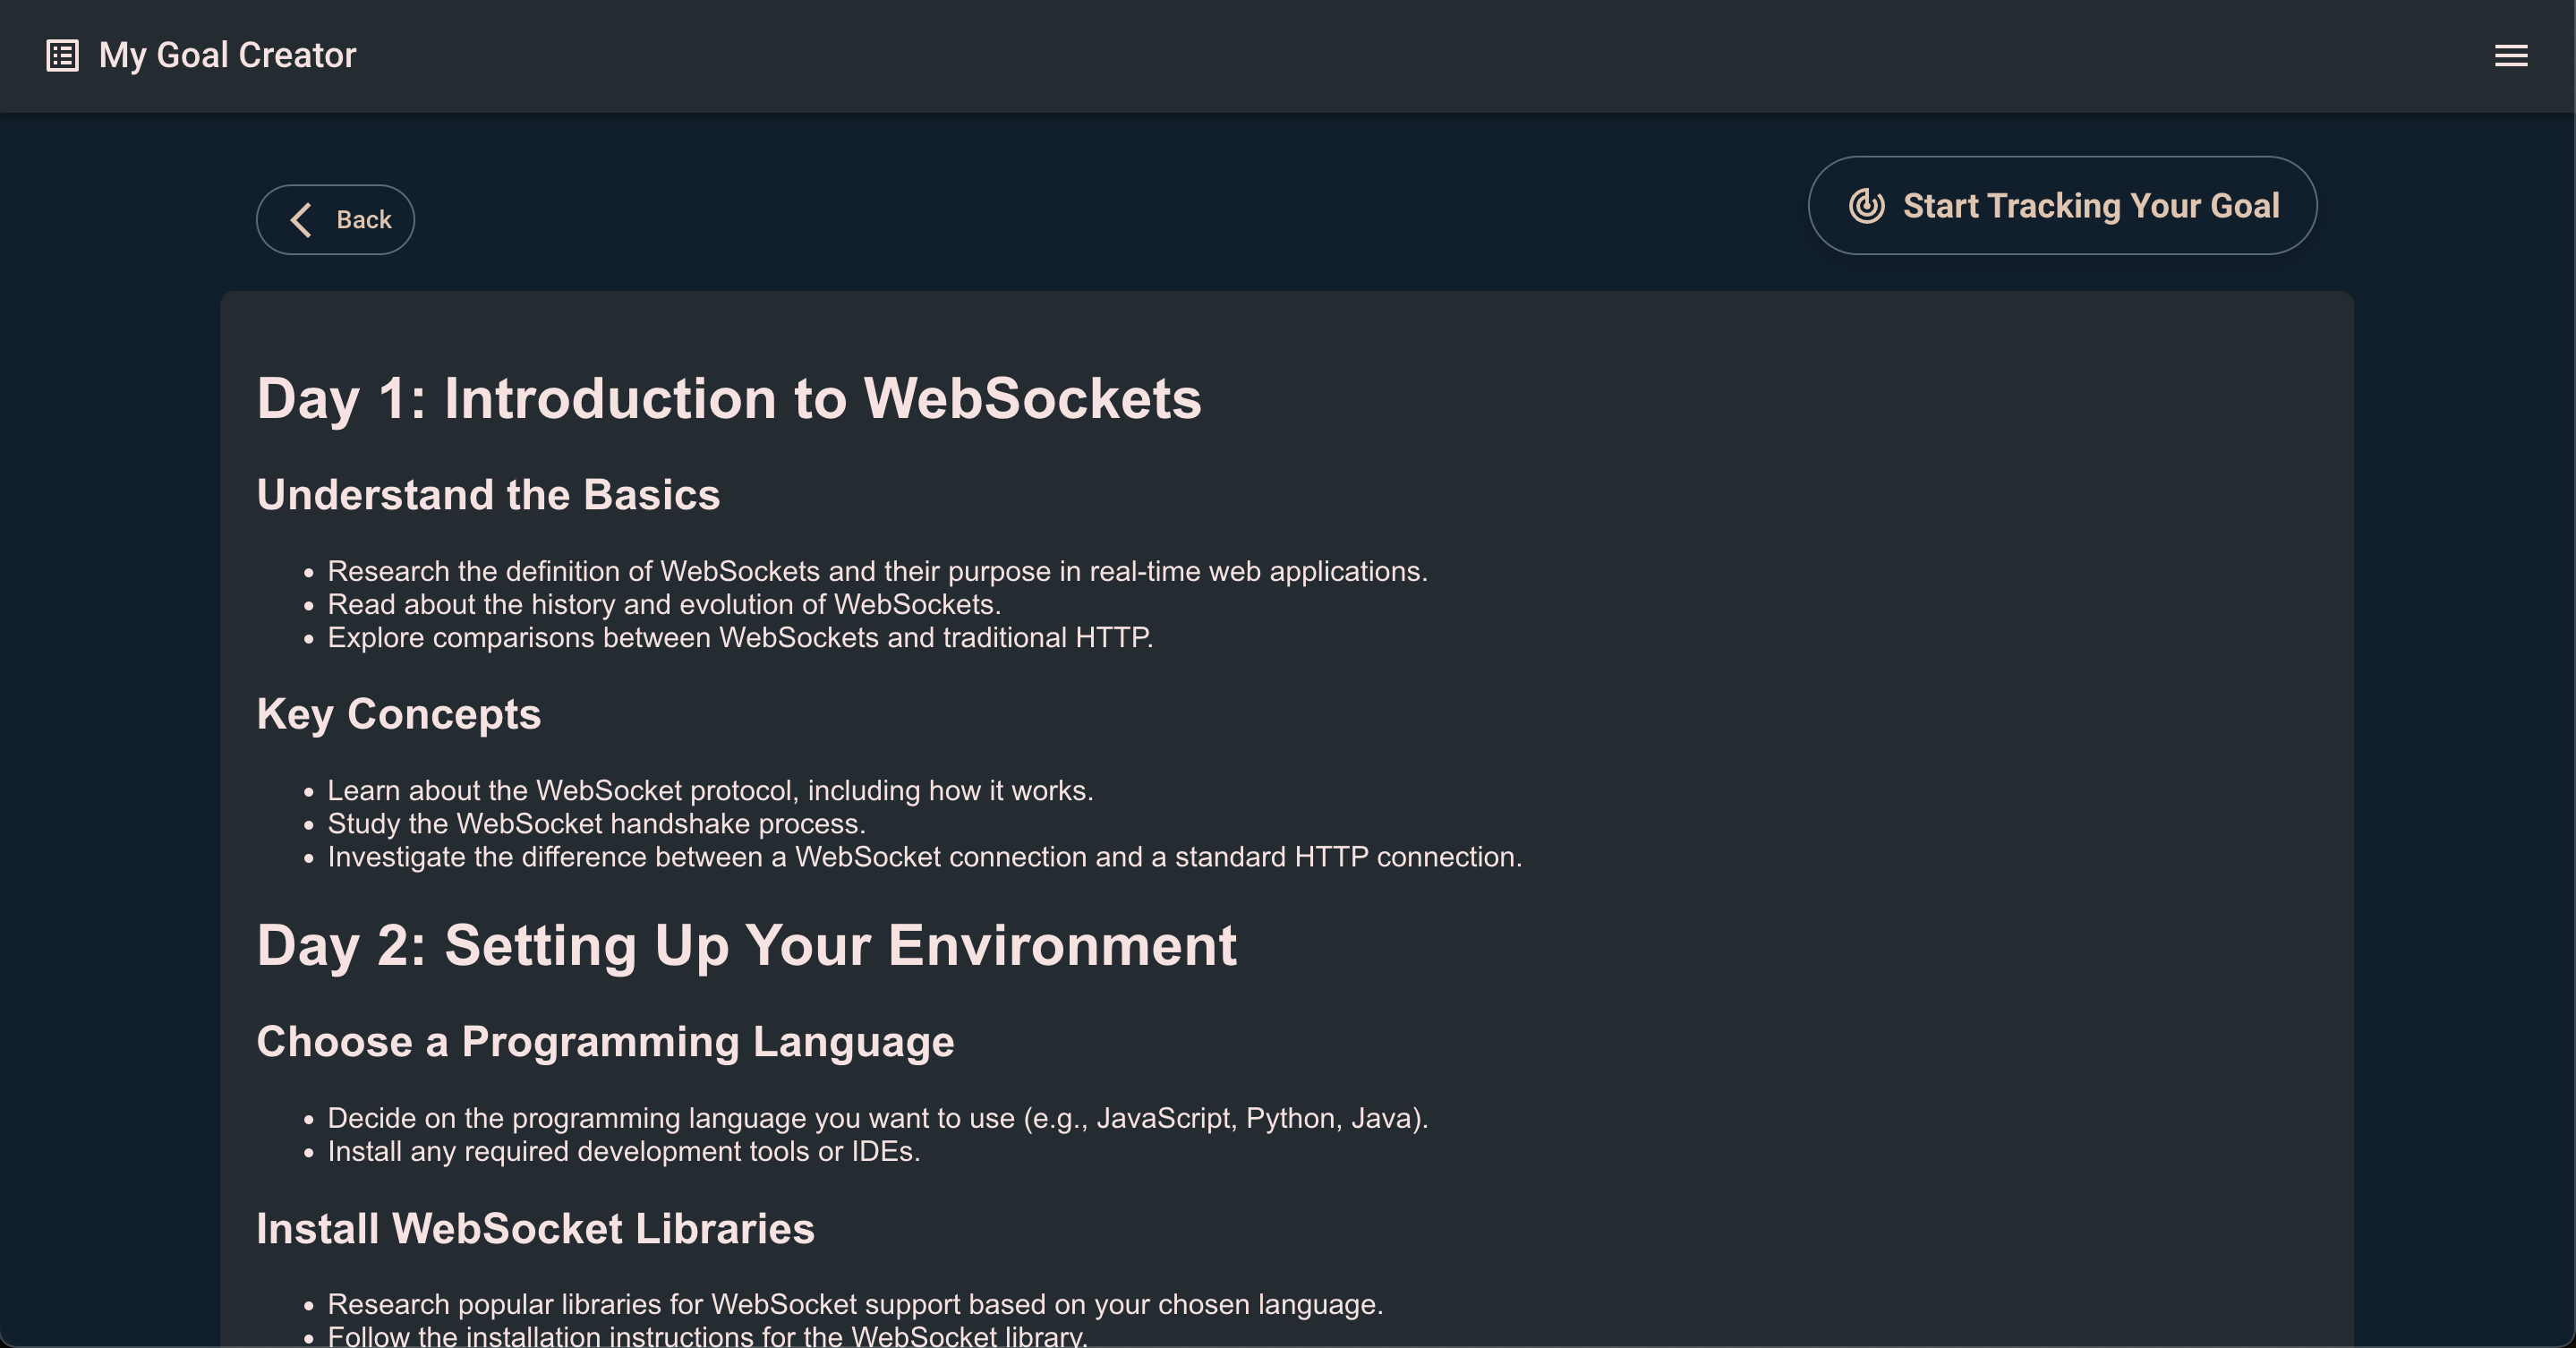 My Goal Creator
Back
Start Tracking Your Goal
Day 1: Introduction to WebSockets
Understand the Basics
• Research the definition of WebSockets and their purpose in real-time web applications.
• Read about the history and evolution of WebSockets.
• Explore comparisons between WebSockets and traditional HTTP.
Key Concepts
• Learn about the WebSocket protocol, including how it works.
• Study the WebSocket handshake process.
• Investigate the difference between a WebSocket connection and a standard HTTP connection.
Day 2: Setting Up Your Environment
Choose a Programming Language
• Decide on the programming language you want to use (e.g., JavaScript, Python, Java).
• Install any required development tools or IDEs.
Install WebSocket Libraries
• Research popular libraries for WebSocket support based on your chosen language.
• Follow the installation instructions for the WebSocket library.